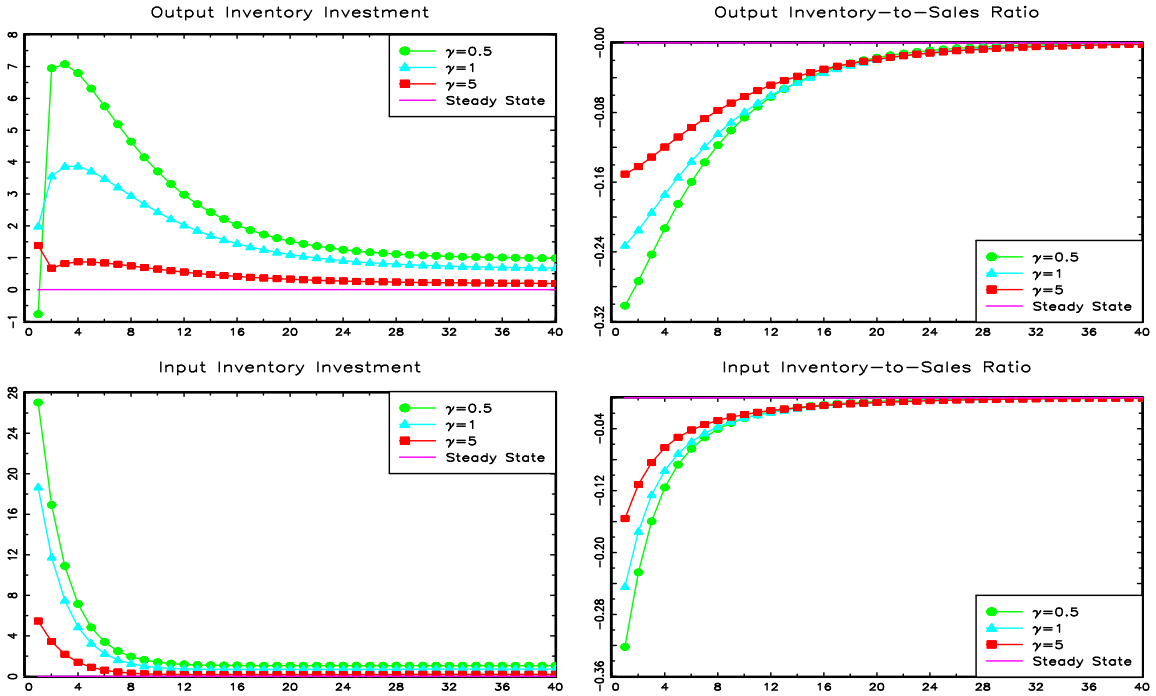 Output Inventory Investment
8
7
6
5
4
3
2
1
0
−1
0 4 8 12 16 20 24 28 32 36 40
γ=0.5
γ=1
γ=5
Steady State
Output Inventory−to−Sales Ratio
−0.00
−0.08
−0.16
−0.24
−0.32
0 4 8 12 16 20 24 28 32 36 40
γ=0.5
γ=1
γ=5
Steady State
Input Inventory Investment
28
24
20
16
12
8
4
0
0 4 8 12 16 20 24 28 32 36 40
γ=0.5
γ=1
γ=5
Steady State
Input Inventory−to−Sales Ratio
−0.04
−0.12
−0.20
−0.28
−0.36
0 4 8 12 16 20 24 28 32 36 40
γ=0.5
γ=1
γ=5
Steady State